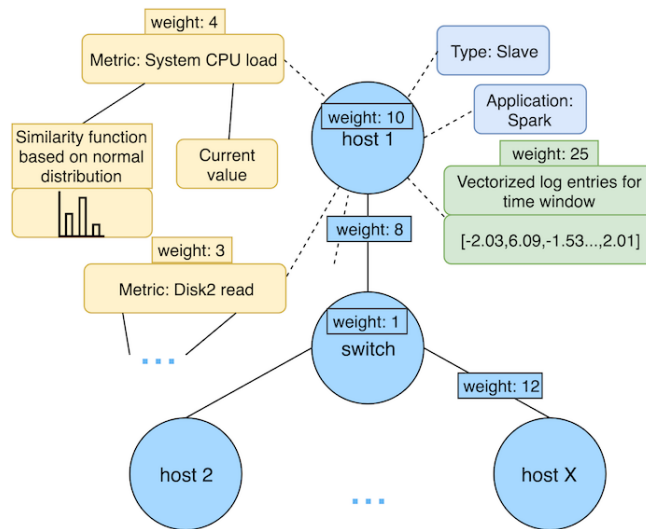 weight: 4
Metric: System CPU load
Type: Slave
Application:
Spark
weight: 10
host 1
Similarity function
based on normal
distribution
Current
value
weight: 25
Vectorized log entries for
time window
[-2.03,6.09,-1.53...,2.01]
weight: 8
weight: 3
Metric: Disk2 read
...
weight: 1
switch
weight: 12
host 2
...
host X